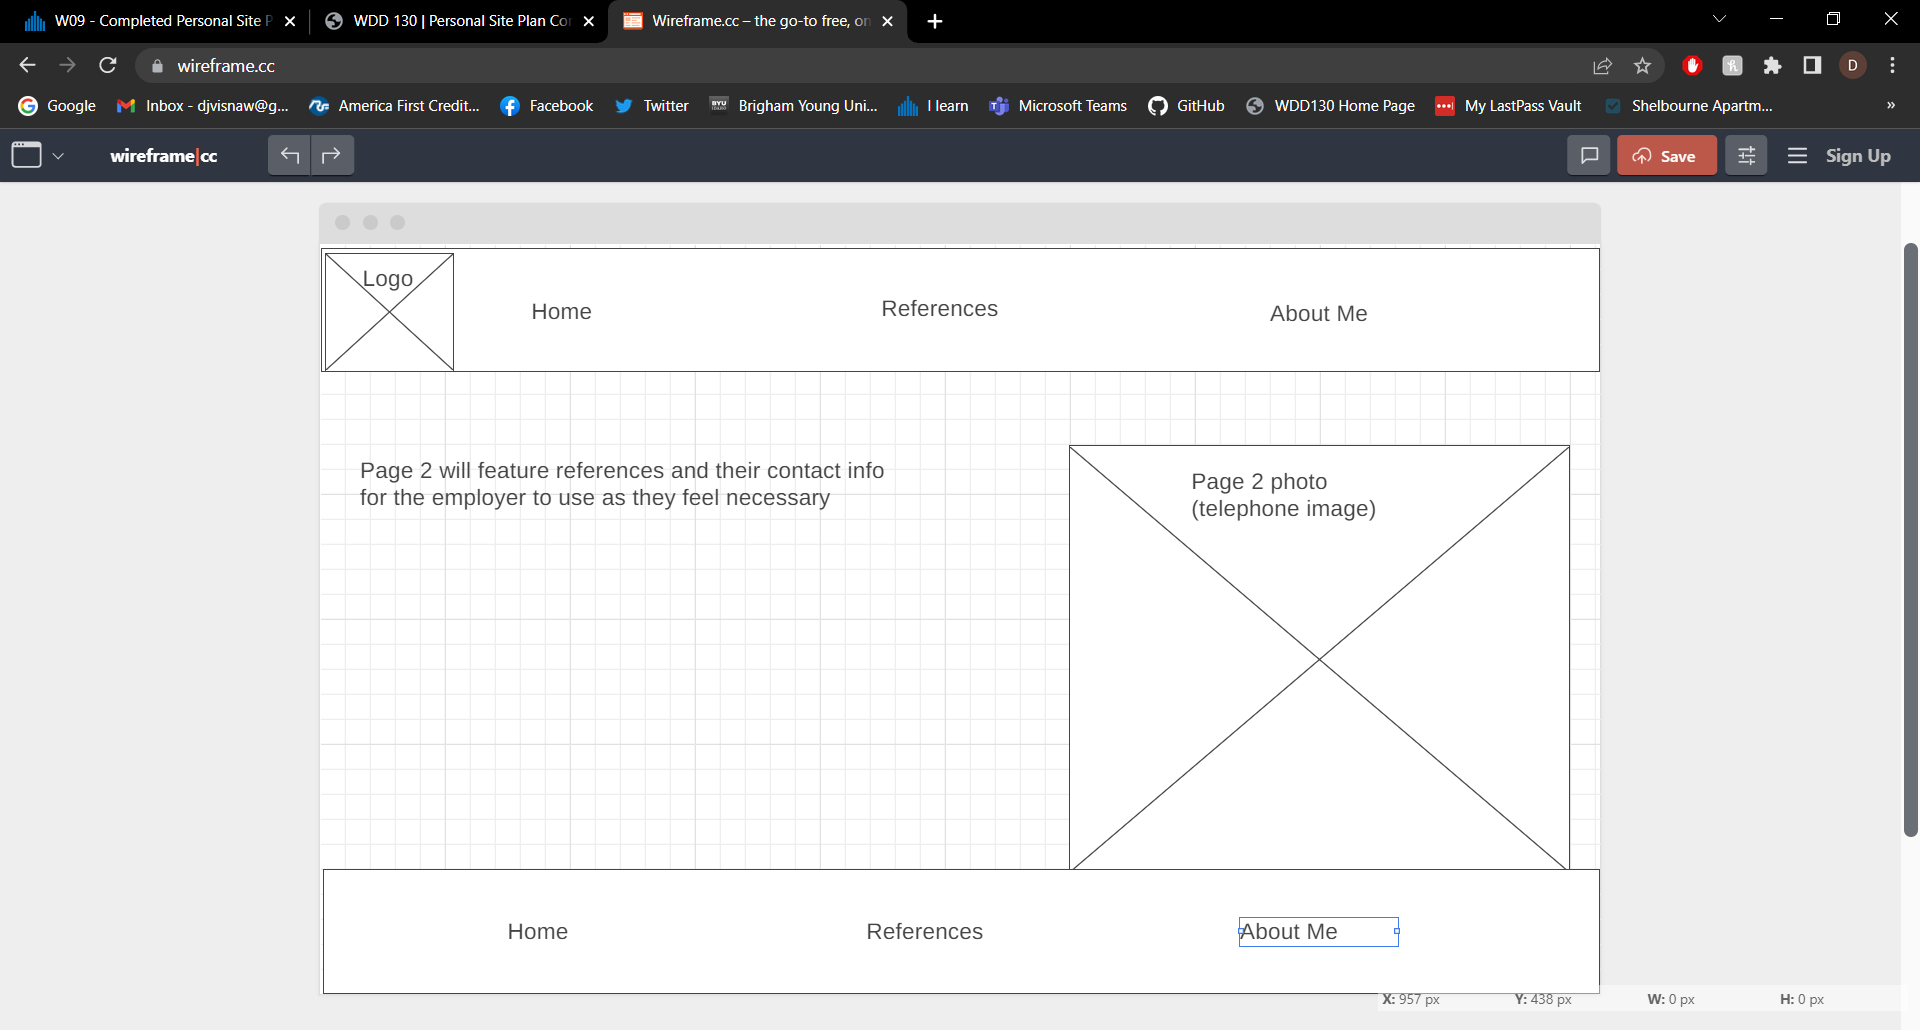 W09 - Completed Personal Site P
WDD 130 | Personal Site Plan Co
Wireframe.cc – the go-to free, on
wireframe.cc
D
Google
Inbox - djvisnaw@g...
America First Credit...
Facebook
Twitter
BYU
Brigham Young Uni...
I learn
Microsoft Teams
GitHub
WDD130 Home Page
My LastPass Vault
Shelbourne Apartm...
»
wireframe|cc
Save
Sign Up
Logo
Home
References
About Me
Page 2 will feature references and their contact info
for the employer to use as they feel necessary
Page 2 photo
(telephone image)
Home
References
About Me
X: 957 px
Y: 438 px
W: 0 px
H: 0 px